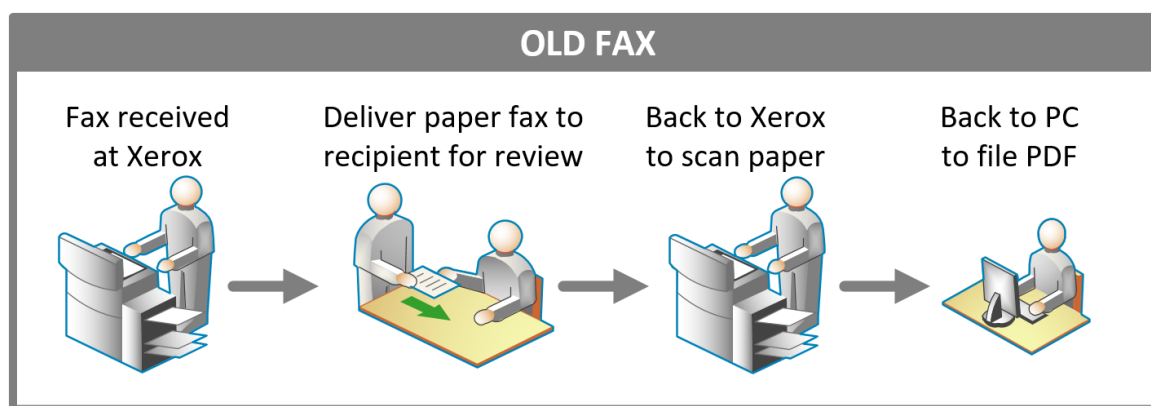 OLD FAX
Fax received
at Xerox
Deliver paper fax to
recipient for review
Back to Xerox
to scan paper
Back to PC
to file PDF